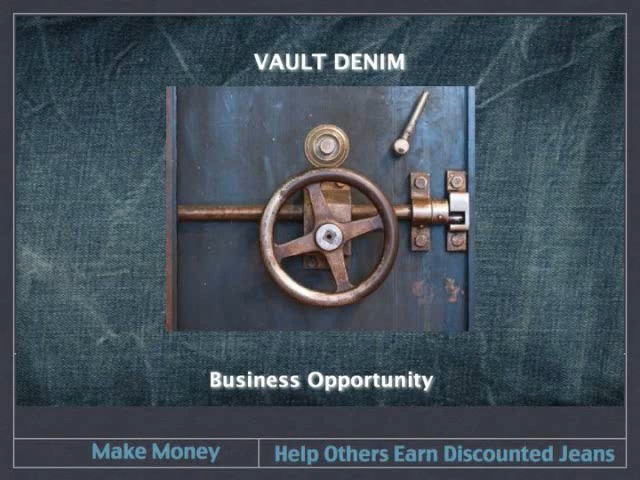 VAULT DENIM
Business Opportunity
Make Money
Help Others Earn Discounted Jeans